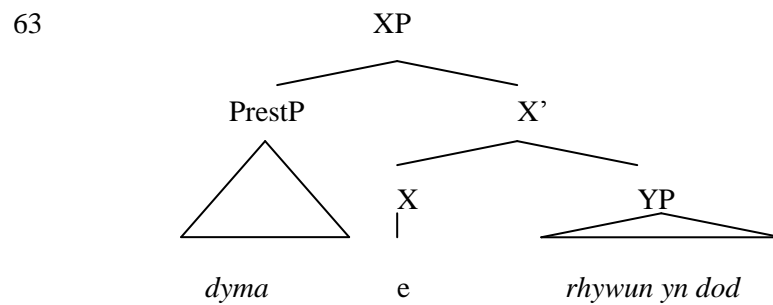 63 XP
PrestP X’
X YP
dyma e rhywun yn dod